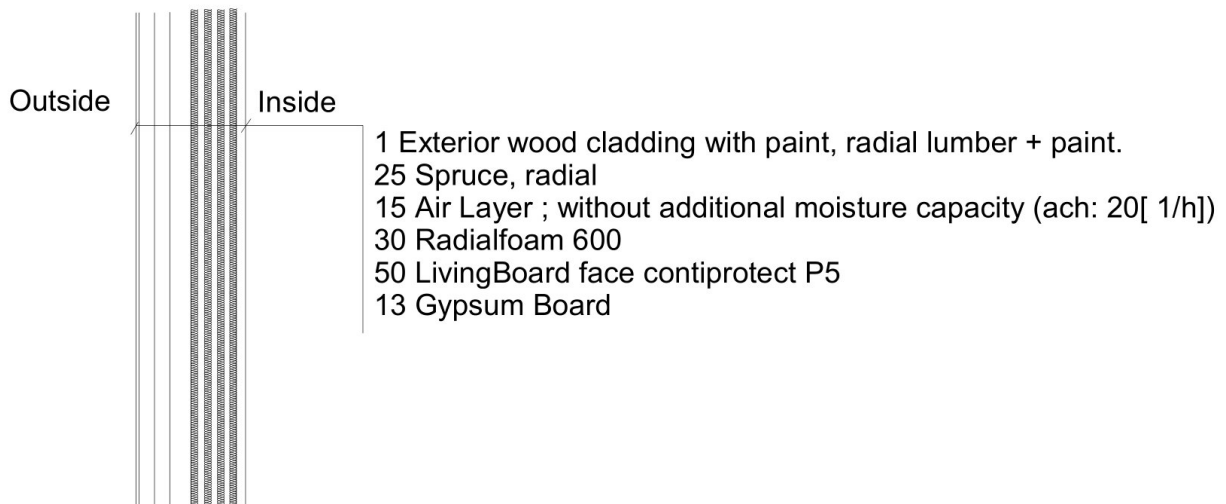 Outside
Inside
1 Exterior wood cladding with paint, radial lumber + paint.
25 Spruce, radial
15 Air Layer ; without additional moisture capacity (ach: 20[ 1/h])
30 Radialfoam 600
50 LivingBoard face contiprotect P5
13 Gypsum Board